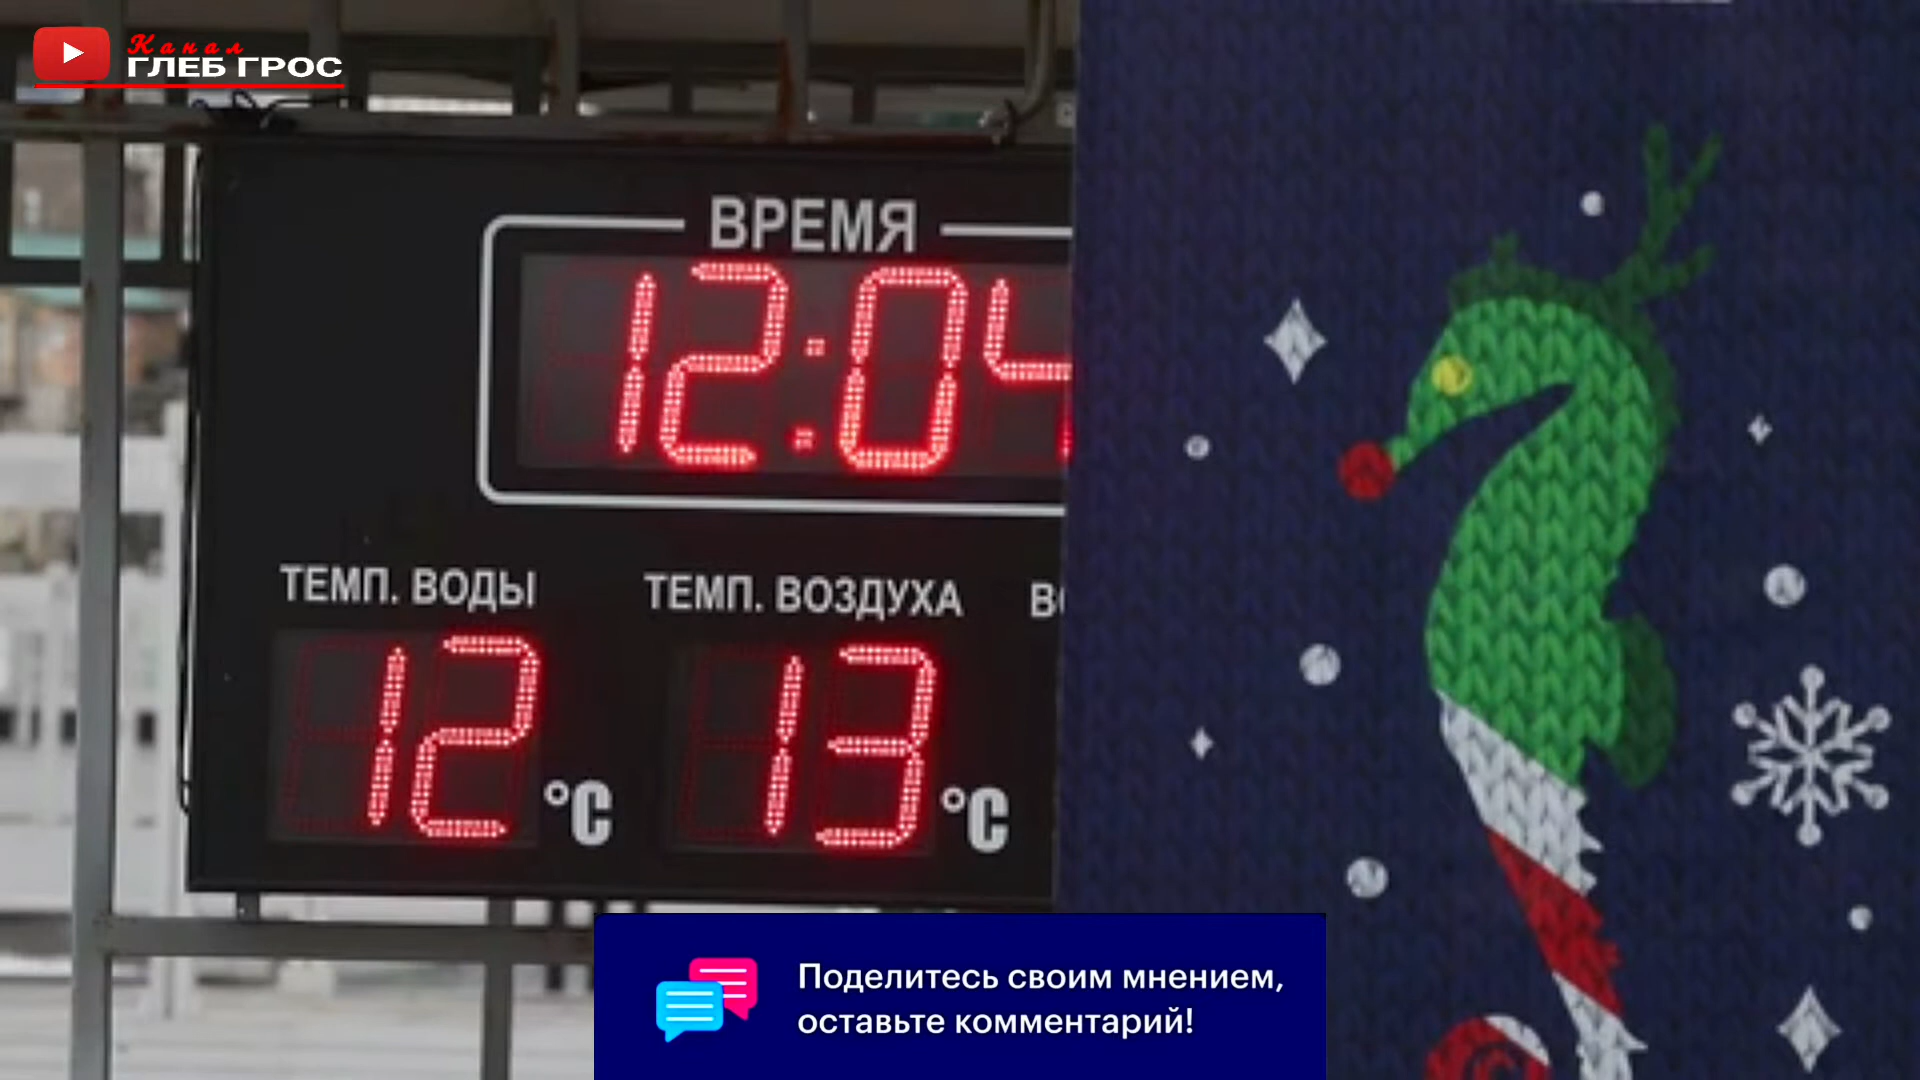 Канал
ГЛЕБ ГРОС
ВРЕМЯ
12:04
ТЕМП. ВОДЫ
ТЕМП. ВОЗДУХА
12 °C
13 °C
Поделитесь своим мнением,
оставьте комментарий!